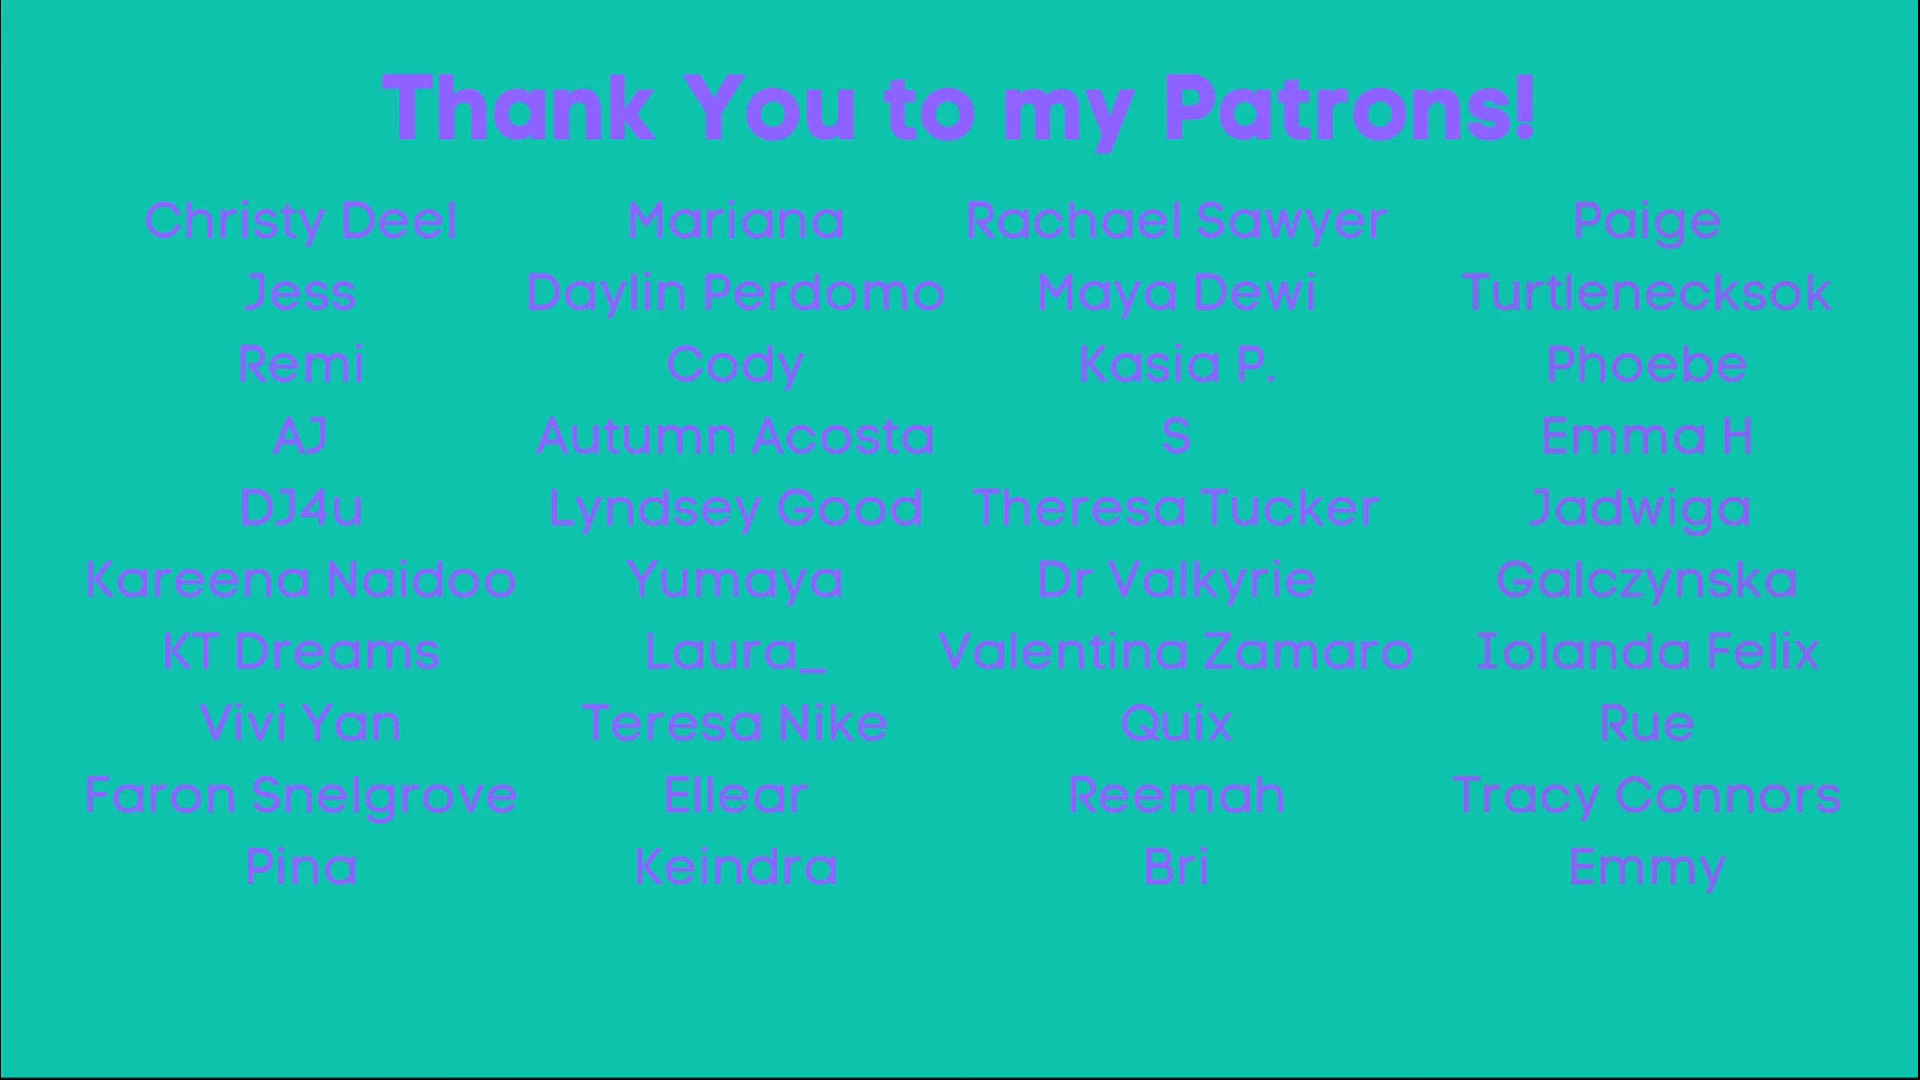 Thank You to my Patrons!
Christy Deel
Jess
Remi
AJ
DJ4u
Kareena Naidoo
KT Dreams
Vivi Yan
Faron Snelgrove
Pina
Mariana
Daylin Perdomo
Cody
Autumn Acosta
Lyndsey Good
Yumaya
Laura_
Teresa Nike
Ellear
Keindra
Rachael Sawyer
Maya Dewi
Kasia P.
S
Theresa Tucker
Dr Valkyrie
Valentina Zamaro
Quix
Reemah
Bri
Paige
Turtlenecksok
Phoebe
Emma H
Jadwiga
Galczynska
Iolanda Felix
Rue
Tracy Connors
Emmy